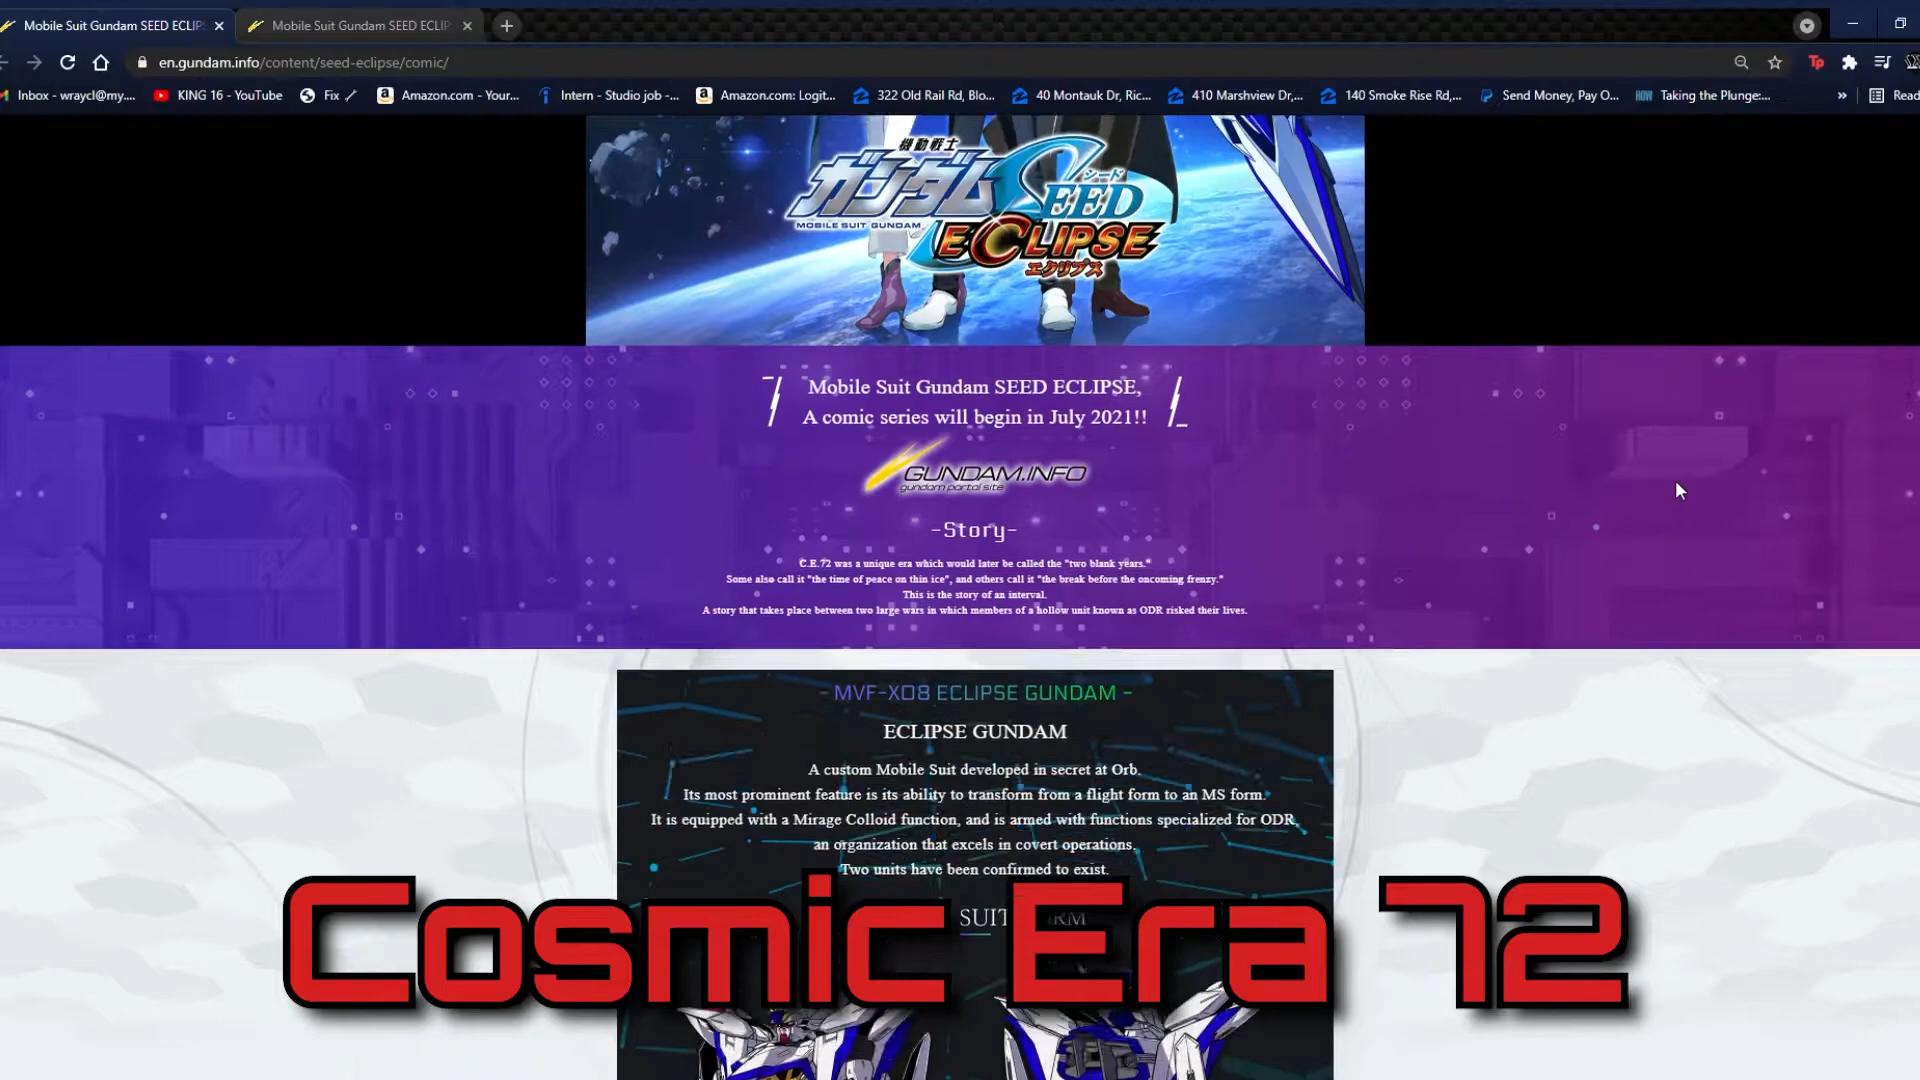 Mobile Suit Gundam SEED ECLIP
Mobile Suit Gundam SEED ECLIP
en.gundam.info/content/seed-eclipse/comic/
Tp
Inbox - wraycl@my....
KING 16 - YouTube
Fix
Amazon.com - Your...
Intern - Studio job -...
Amazon.com: Logit...
322 Old Rail Rd, Blo...
40 Montauk Dr, Ric...
410 Marshview Dr,...
140 Smoke Rise Rd,...
Send Money, Pay O...
HOW
Taking the Plunge:...
»
Read
機動戦士
ガンダム SEED
シード
MOBILE SUIT GUNDAM
ECLIPSE
エクリプス
Mobile Suit Gundam SEED ECLIPSE,
A comic series will begin in July 2021!!
GUNDAM.INFO
gundam portal site
-Story-
C.E.72 was a unique era which would later be called the "two blank years."
Some also call it "the time of peace on thin ice", and others call it "the break before the oncoming frenzy."
This is the story of an interval.
A story that takes place between two large wars in which members of a hollow unit known as ODR risked their lives.
- MVF-X08 ECLIPSE GUNDAM -
ECLIPSE GUNDAM
A custom Mobile Suit developed in secret at Orb.
Its most prominent feature is its ability to transform from a flight form to an MS form.
It is equipped with a Mirage Colloid function, and is armed with functions specialized for ODR,
an organization that excels in covert operations.
Two units have been confirmed to exist.
SUIT
Cosmic Era 72